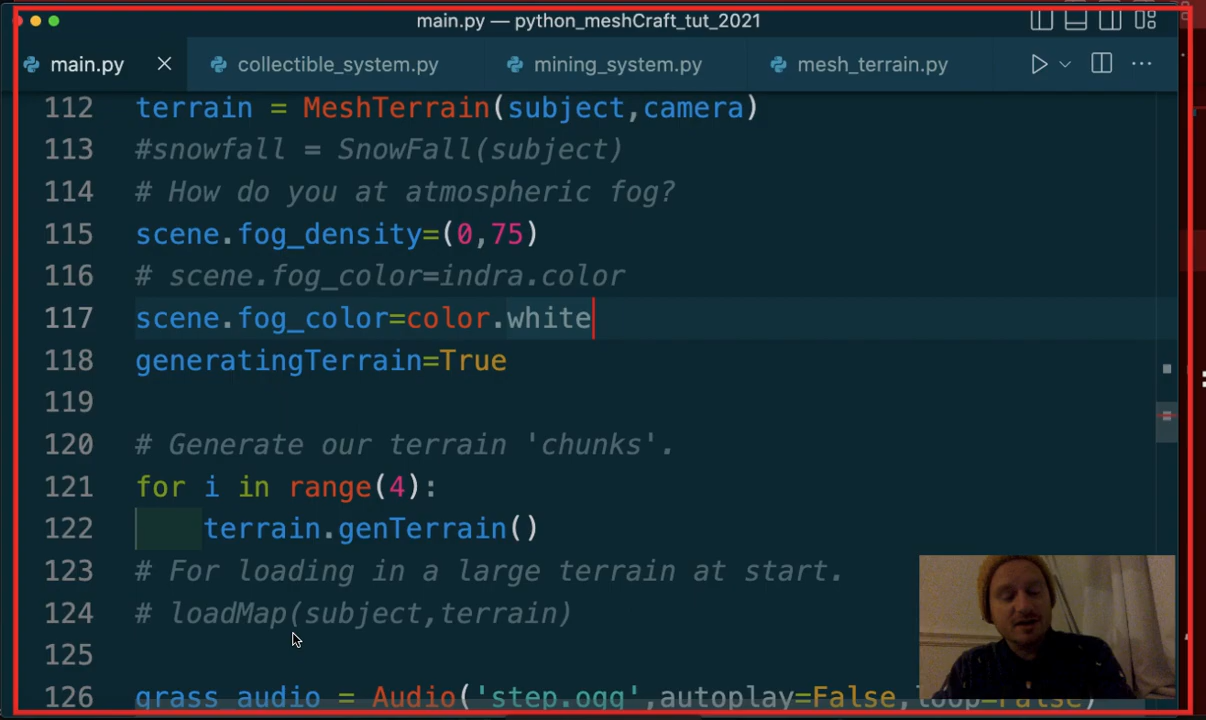 main.py — python_meshCraft_tut_2021
main.py collectible_system.py mining_system.py mesh_terrain.py
112 terrain = MeshTerrain(subject,camera)
113 #snowfall = SnowFall(subject)
114 # How do you at atmospheric fog?
115 scene.fog_density=(0,75)
116 # scene.fog_color=indra.color
117 scene.fog_color=color.white
118 generatingTerrain=True
119
120 # Generate our terrain 'chunks'.
121 for i in range(4):
122 terrain.genTerrain()
123 # For loading in a large terrain at start.
124 # loadMap(subject,terrain)
125
126 grass_audio = Audio('step.ogg',autoplay=False,loop=False)